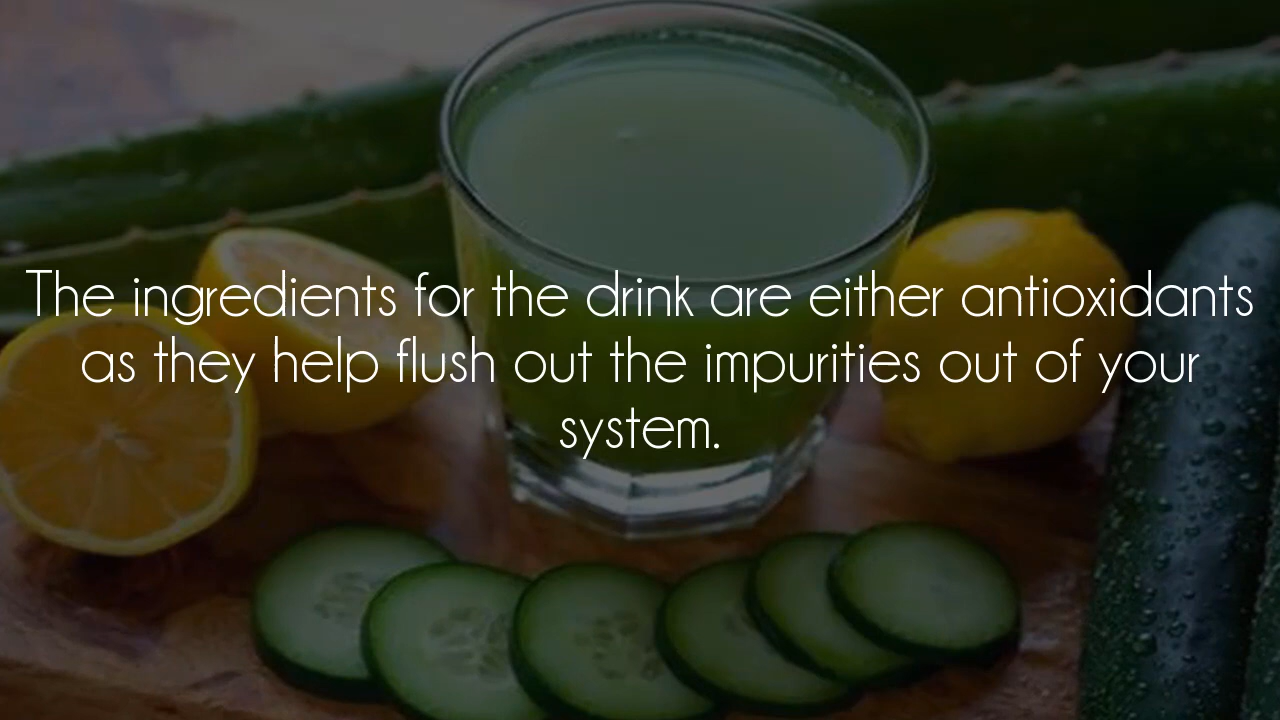 The ingredients for the drink are either antioxidants
as they help flush out the impurities out of your
system.